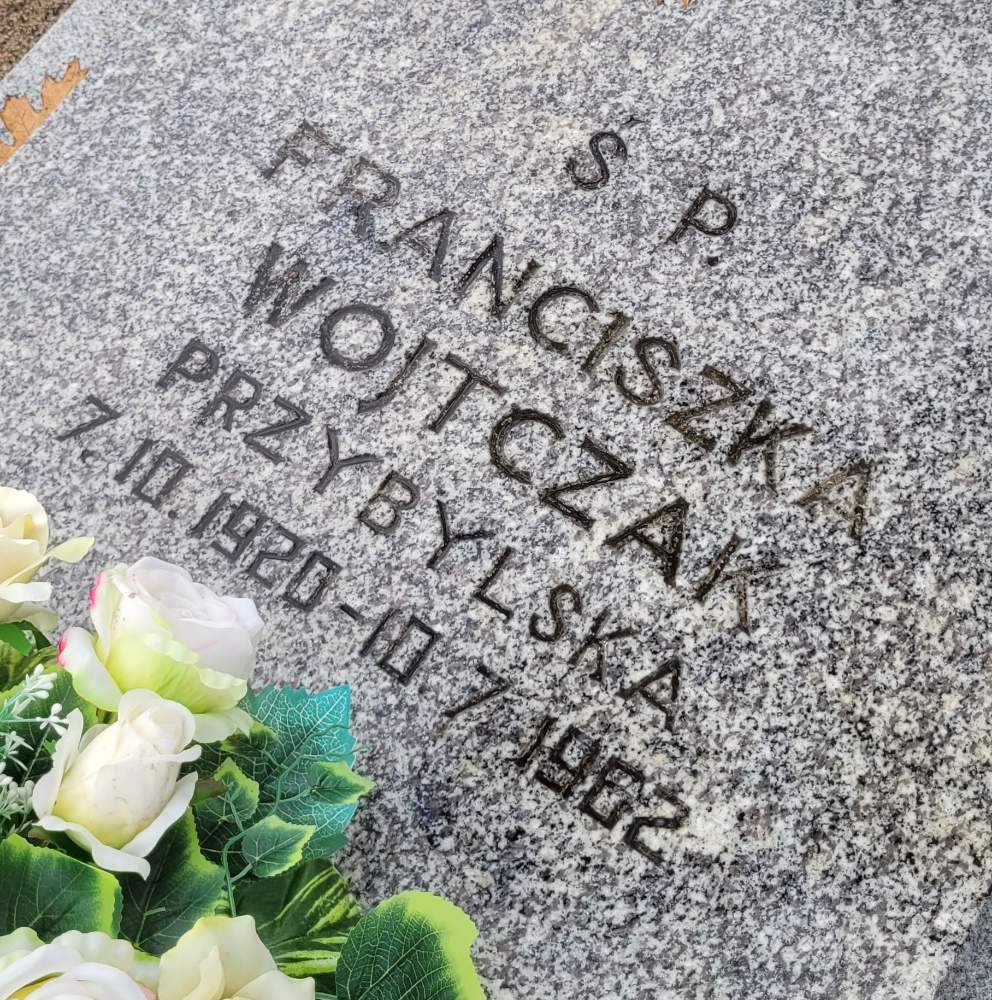 Ś P.
FRANCISZKA
WOJTCZAK
PRZYBYLSKA
7.10.1920-10.7.1982